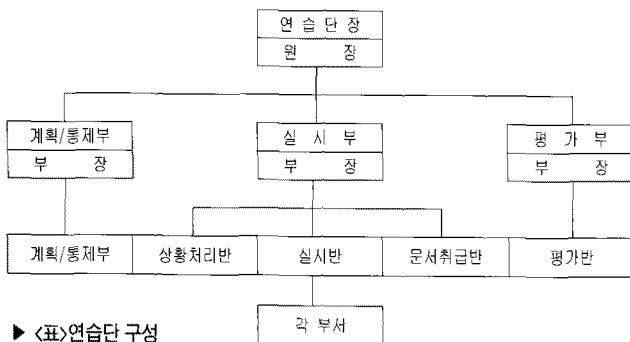 연 습 단 장
원 장
계획/통제부
부 장
실 시 부
부 장
평 가 부
부 장
계획/통제부 상황처리반 실시반 문서취급반 평가반
각 부서
▶ 〈표〉연습단 구성